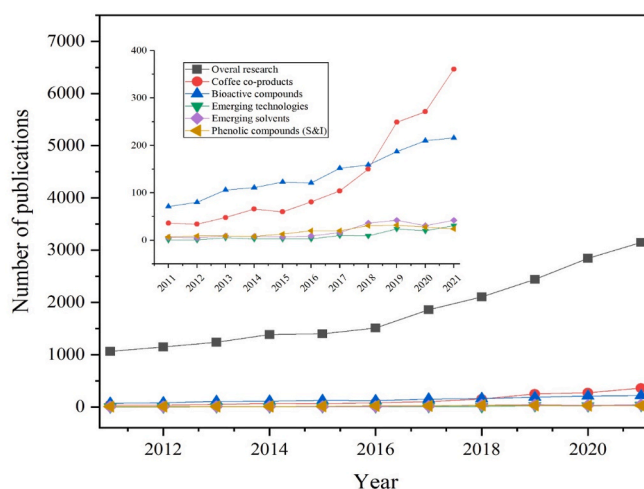 7000
6000
5000
4000
3000
2000
1000
0
Number of publications
400
300
200
100
0
Overal research
Coffee co-products
Bioactive compounds
Emerging technologies
Emerging solvents
Phenolic compounds (S&I)
2011 2012 2013 2014 2015 2016 2017 2018 2019 2020 2021
2012 2014 2016 2018 2020
Year